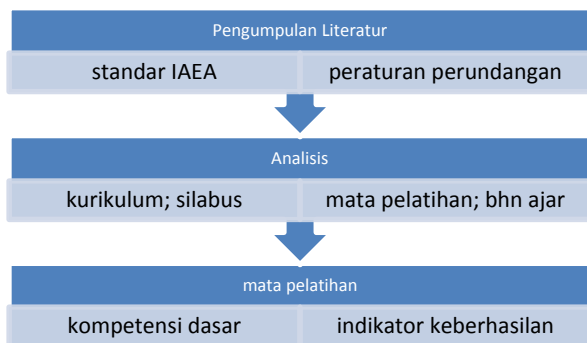 Pengumpulan Literatur
standar IAEA
peraturan perundangan
Analisis
kurikulum; silabus
mata pelatihan; bhn ajar
mata pelatihan
kompetensi dasar
indikator keberhasilan